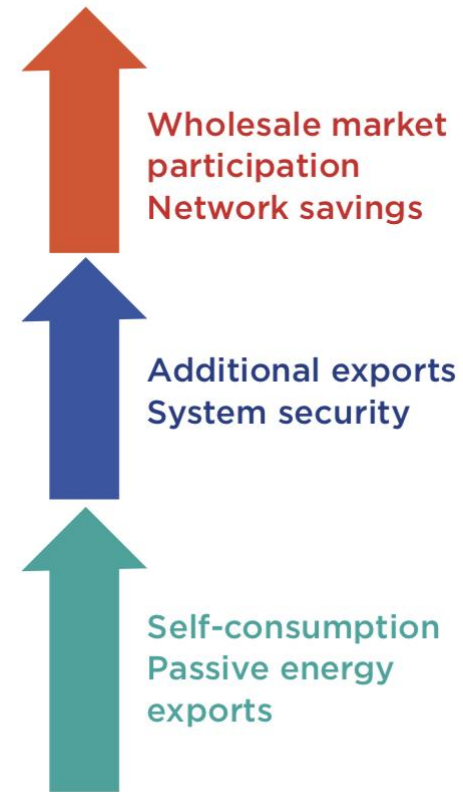 Wholesale market
participation
Network savings
Additional exports
System security
Self-consumption
Passive energy
exports